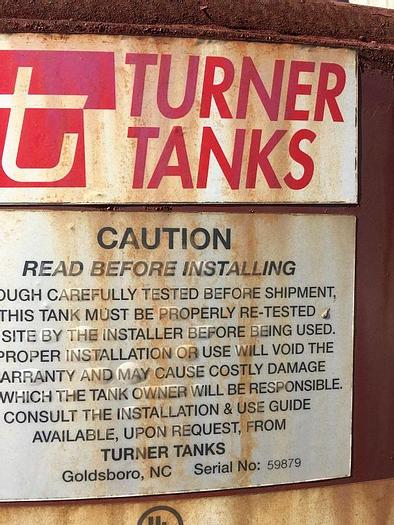 t TURNER
TANKS
CAUTION
READ BEFORE INSTALLING
OUGH CAREFULLY TESTED BEFORE SHIPMENT,
THIS TANK MUST BE PROPERLY RE-TESTED
SITE BY THE INSTALLER BEFORE BEING USED.
PROPER INSTALLATION OR USE WILL VOID THE
ARRANTY AND MAY CAUSE COSTLY DAMAGE
WHICH THE TANK OWNER WILL BE RESPONSIBLE.
CONSULT THE INSTALLATION & USE GUIDE
AVAILABLE, UPON REQUEST, FROM
TURNER TANKS
Goldsboro, NC Serial No: 59879